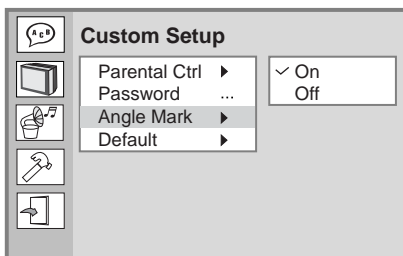 A C B
Custom Setup
Parental Ctrl
Password ...
Angle Mark
Default
On
Off